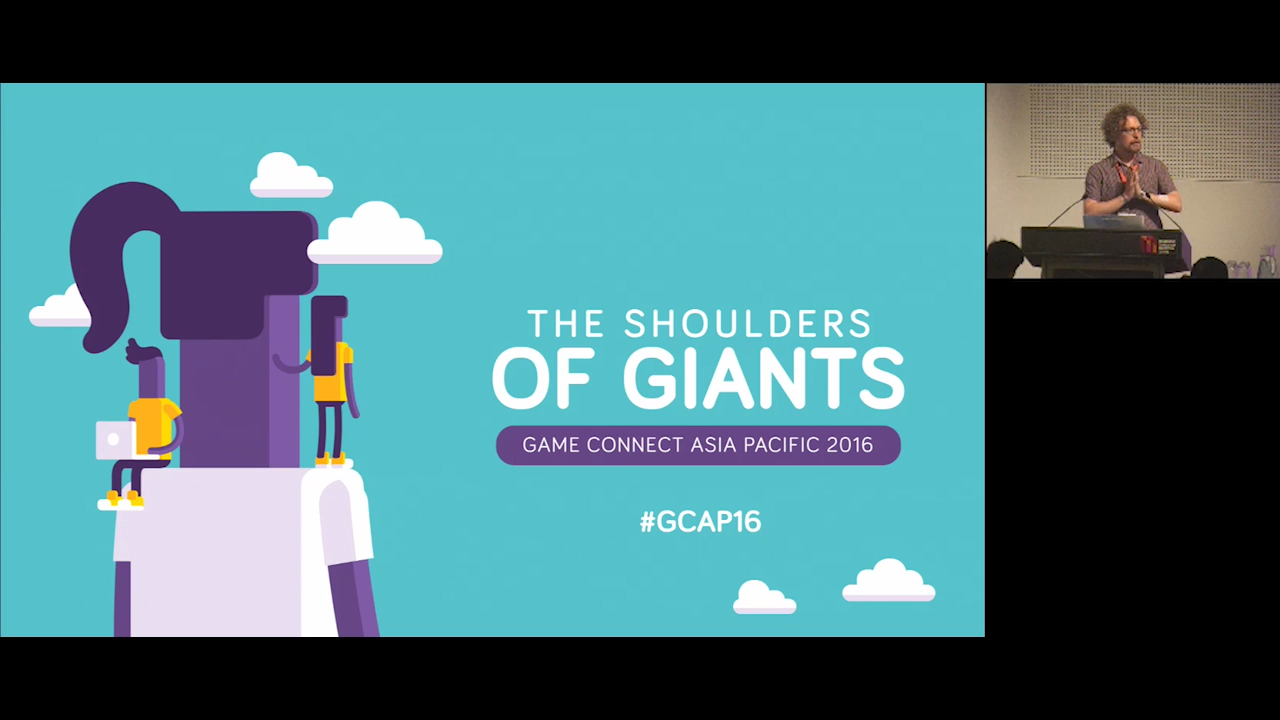 THE SHOULDERS
OF GIANTS
GAME CONNECT ASIA PACIFIC 2016
#GCAP16